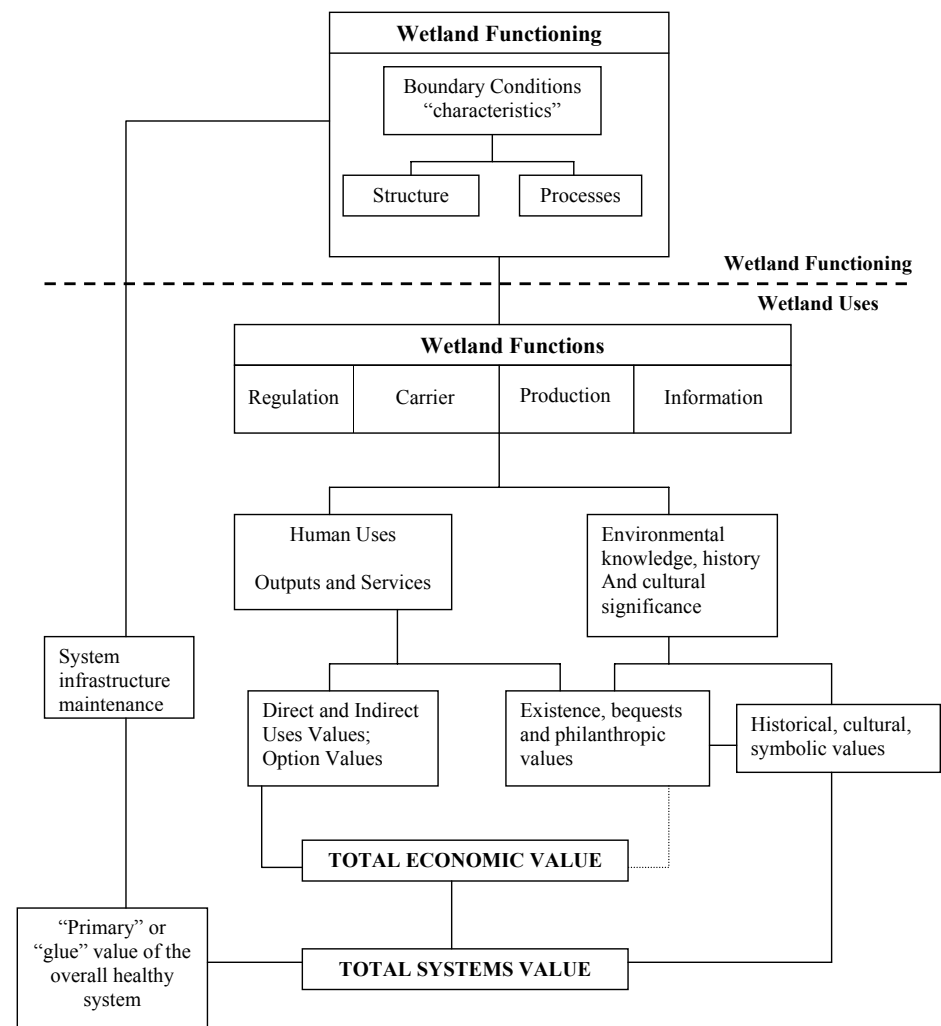 Wetland Functioning
Boundary Conditions
“characteristics”
Structure
Processes
Wetland Functioning
Wetland Uses
Wetland Functions
Regulation
Carrier
Production
Information
Human Uses
Outputs and Services
Environmental
knowledge, history
And cultural
significance
System
infrastructure
maintenance
Direct and Indirect
Uses Values;
Option Values
Existence, bequests
and philanthropic
values
Historical, cultural,
symbolic values
TOTAL ECONOMIC VALUE
“Primary” or
“glue” value of the
overall healthy
system
TOTAL SYSTEMS VALUE